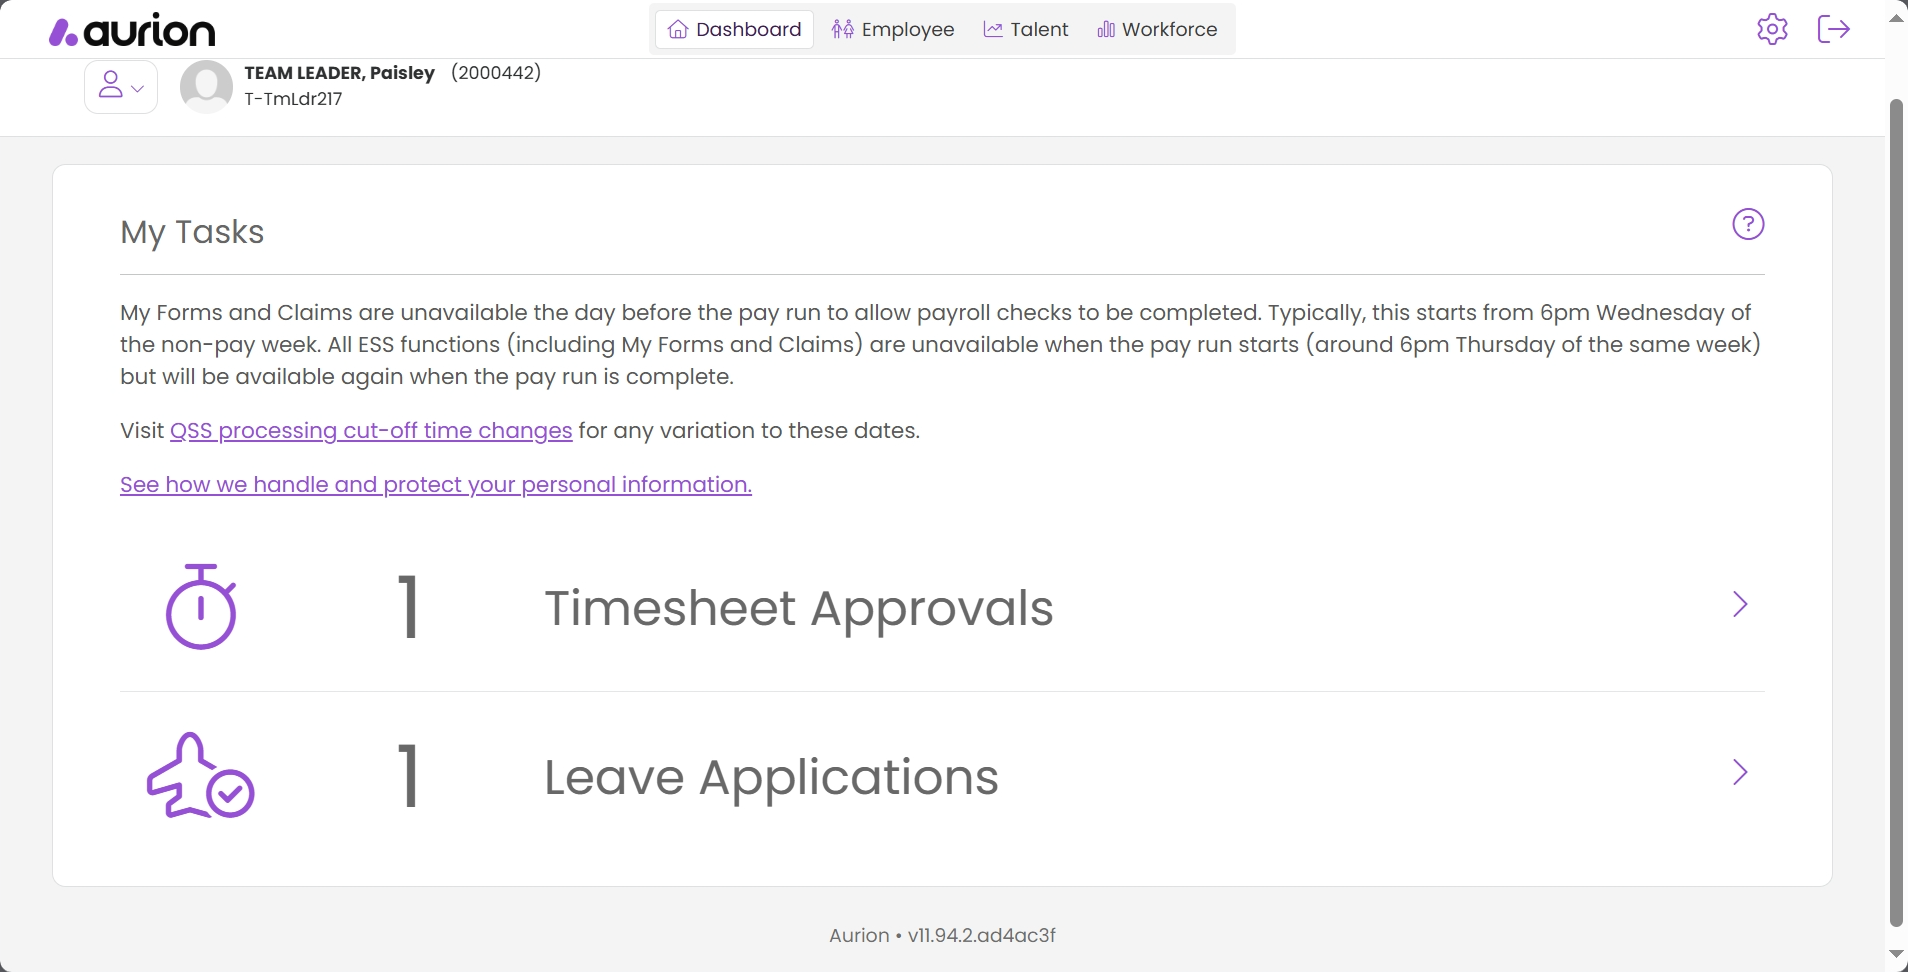 aurion
Dashboard Employee Talent Workforce
TEAM LEADER, Paisley (2000442)
T-TmLdr217
My Tasks
?
My Forms and Claims are unavailable the day before the pay run to allow payroll checks to be completed. Typically, this starts from 6pm Wednesday of
the non-pay week. All ESS functions (including My Forms and Claims) are unavailable when the pay run starts (around 6pm Thursday of the same week)
but will be available again when the pay run is complete.
Visit QSS processing cut-off time changes for any variation to these dates.
See how we handle and protect your personal information.
1 Timesheet Approvals
1 Leave Applications
Aurion • v11.94.2.ad4ac3f